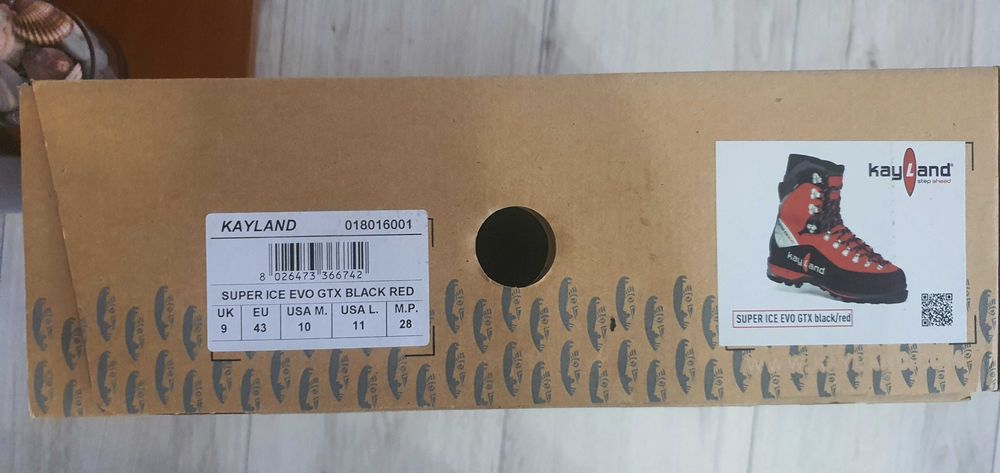 KAYLAND 018016001
8 026473 366742
SUPER ICE EVO GTX BLACK RED
UK EU USA M. USA L. M.P.
9 43 10 11 28
kayLand®
step ahead
kayland
SUPER ICE EVO GTX black/red